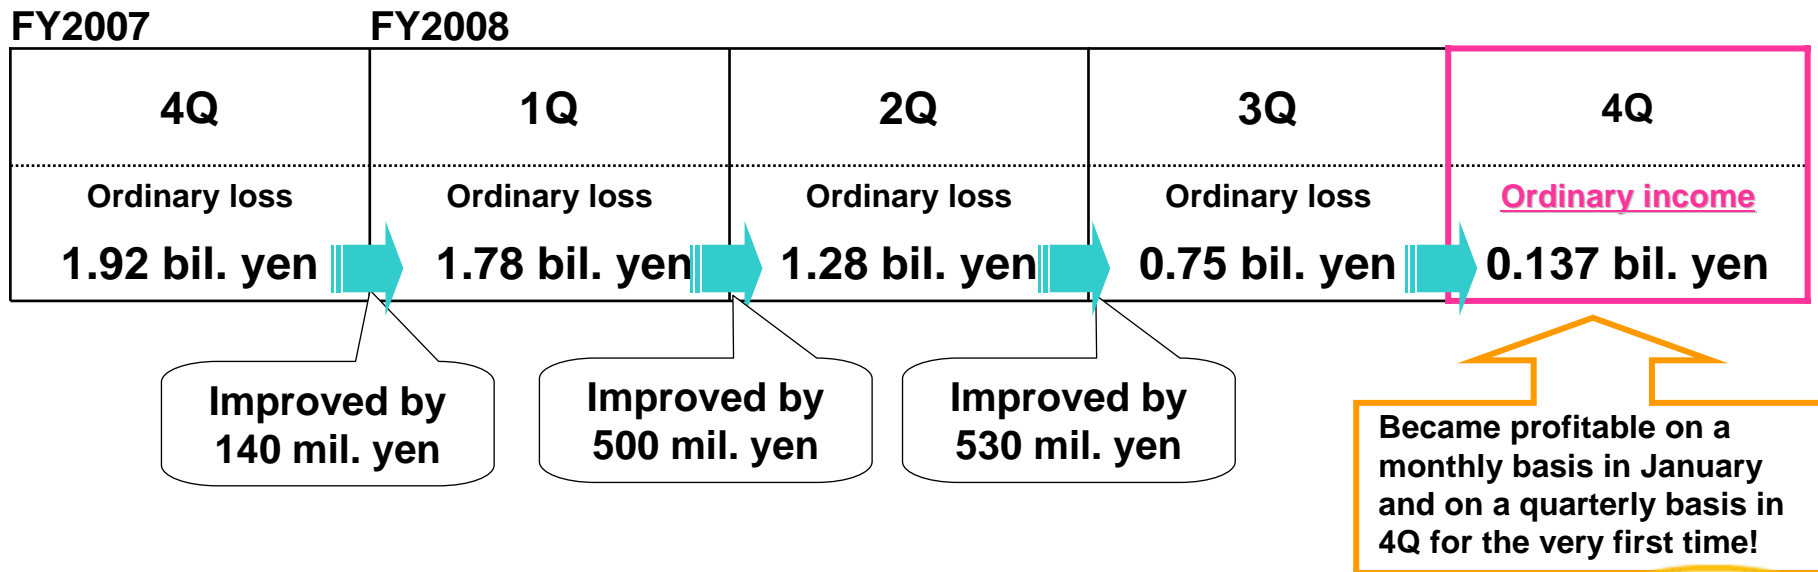 FY2007 FY2008
4Q 1Q 2Q 3Q 4Q
Ordinary loss Ordinary loss Ordinary loss Ordinary loss Ordinary income
1.92 bil. yen 1.78 bil. yen 1.28 bil. yen 0.75 bil. yen 0.137 bil. yen
Improved by
140 mil. yen
Improved by
500 mil. yen
Improved by
530 mil. yen
Became profitable on a
monthly basis in January
and on a quarterly basis in
4Q for the very first time!